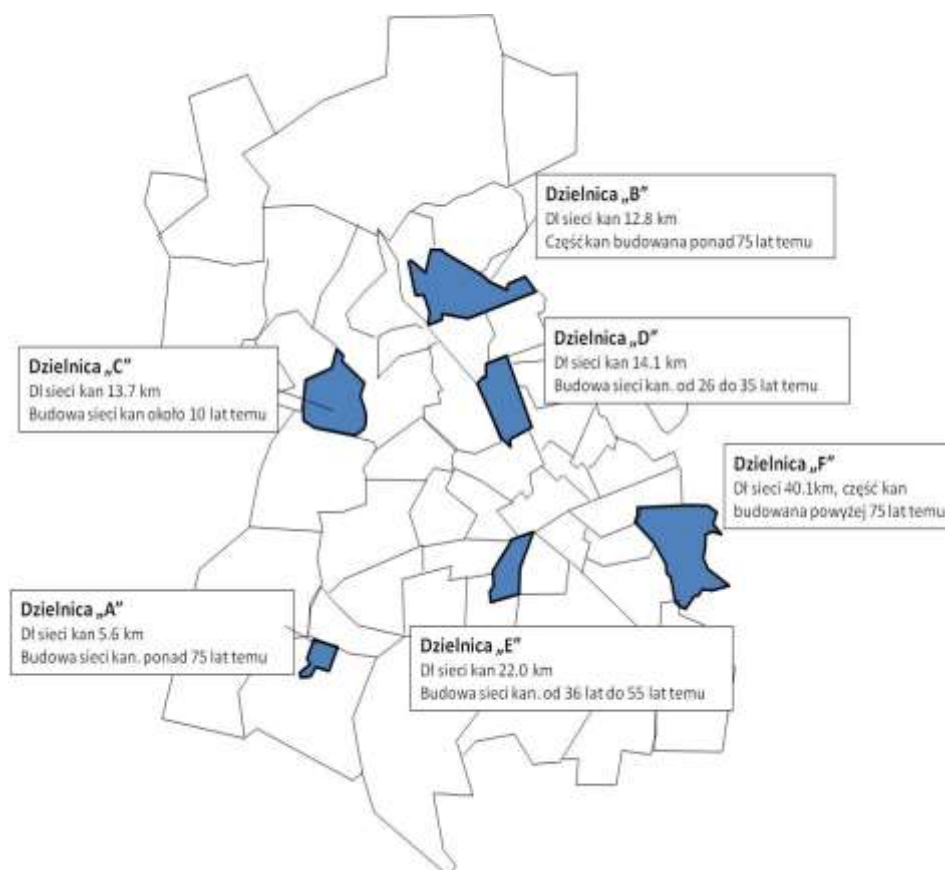 Dzielnica „B”
Dł sieci kan 12.8 km
Część kan budowana ponad 75 lat temu
Dzielnica „D”
Dł sieci kan 14.1 km
Budowa sieci kan. od 26 do 35 lat temu
Dzielnica „C”
Dł sieci kan 13.7 km
Budowa sieci kan około 10 lat temu
Dzielnica „F”
Dł sieci 40.1km, część kan
budowana powyżej 75 lat temu
Dzielnica „A”
Dł sieci kan 5.6 km
Budowa sieci kan. ponad 75 lat temu
Dzielnica „E”
Dł sieci kan 22.0 km
Budowa sieci kan. od 36 lat do 55 lat temu